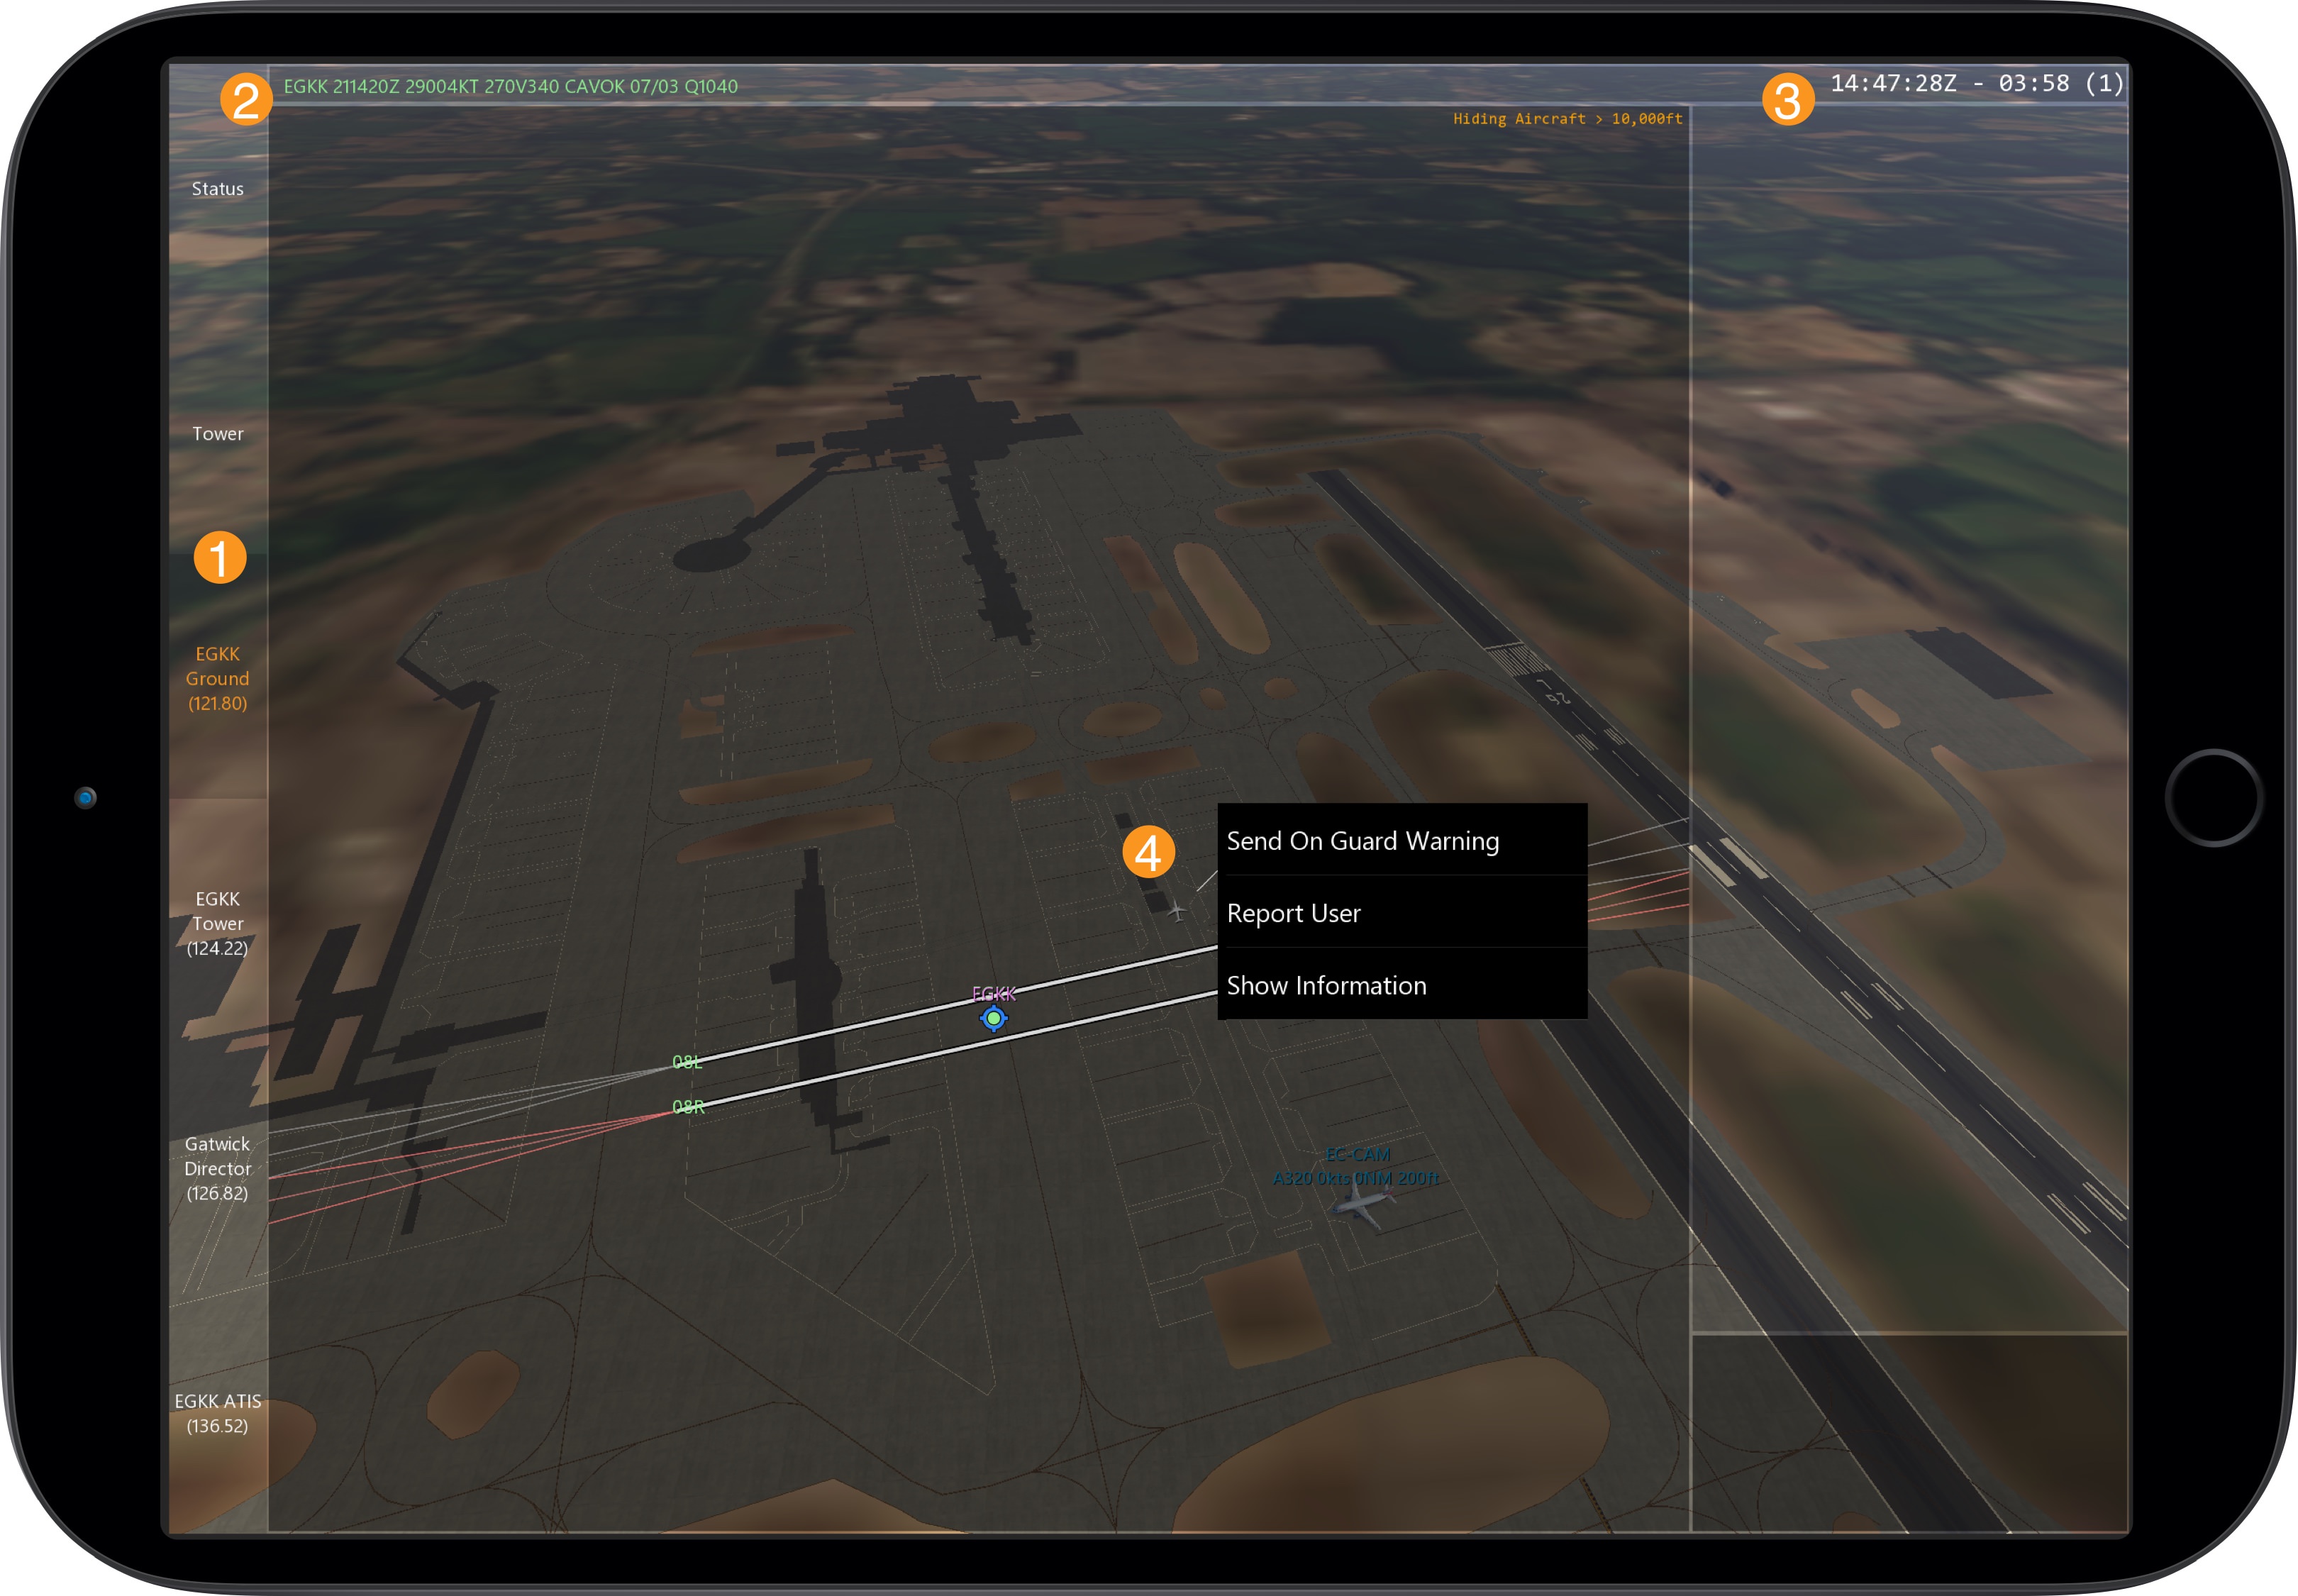 2
EGKK 211420Z 29004KT 270V340 CAVOK 07/03 Q1040
3
14:47:28Z - 03:58 (1)
Hiding Aircraft > 10,000ft
Status
Tower
1
EGKK
Ground
(121.80)
26
L
4
Send On Guard Warning
Report User
Show Information
EGKK
Tower
(124.22)
EGKK
08L
08R
Gatwick
Director
(126.82)
EC-CAM
A320 0kts 0NM 200ft
EGKK ATIS
(136.52)